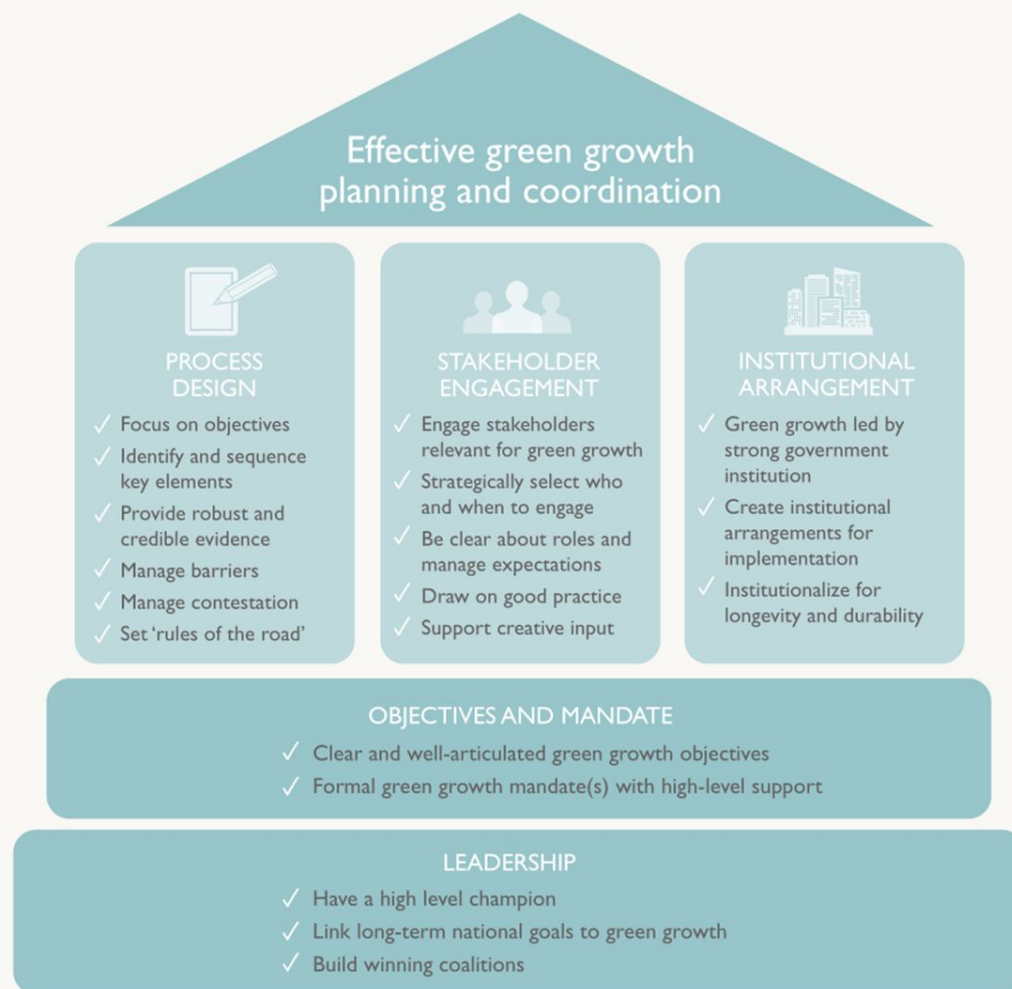 Effective green growth
planning and coordination
PROCESS
DESIGN
✓ Focus on objectives
✓ Identify and sequence
key elements
✓ Provide robust and
credible evidence
✓ Manage barriers
✓ Manage contestation
✓ Set ‘rules of the road’
STAKEHOLDER
ENGAGEMENT
✓ Engage stakeholders
relevant for green growth
✓ Strategically select who
and when to engage
✓ Be clear about roles and
manage expectations
✓ Draw on good practice
✓ Support creative input
INSTITUTIONAL
ARRANGEMENT
✓ Green growth led by
strong government
institution
✓ Create institutional
arrangements for
implementation
✓ Institutionalize for
longevity and durability
OBJECTIVES AND MANDATE
✓ Clear and well-articulated green growth objectives
✓ Formal green growth mandate(s) with high-level support
LEADERSHIP
✓ Have a high level champion
✓ Link long-term national goals to green growth
✓ Build winning coalitions